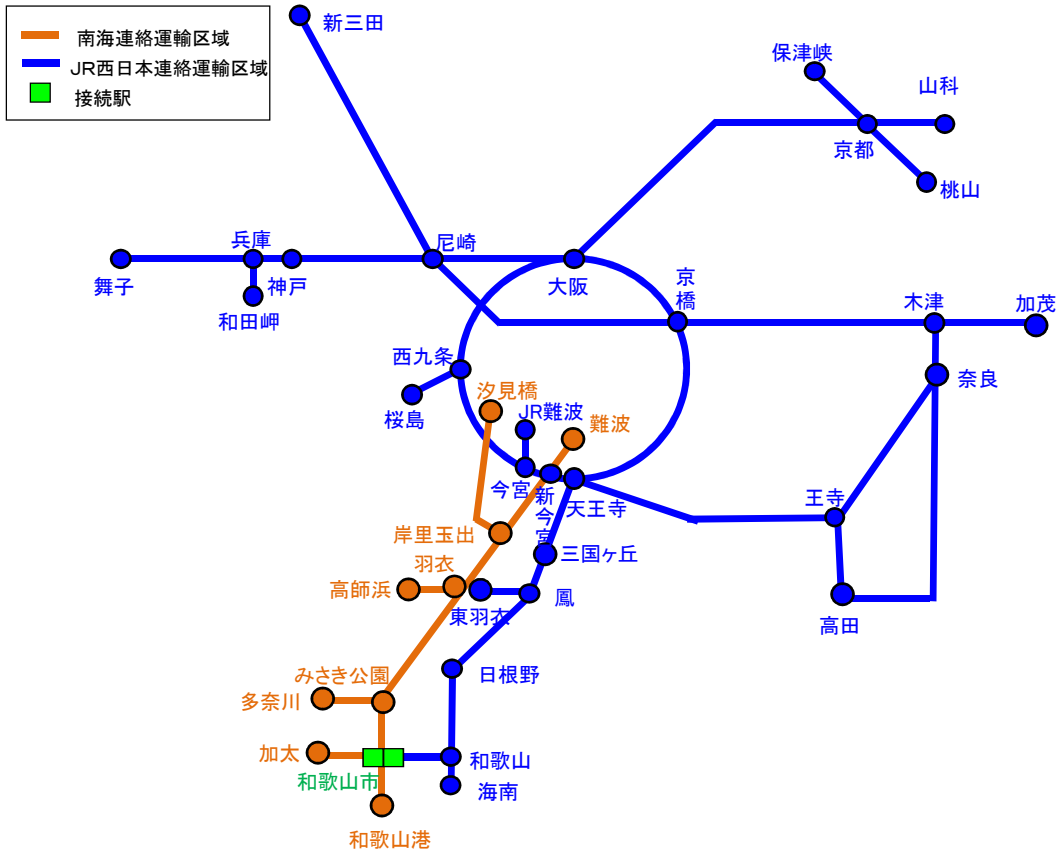 南海連絡運輸区域
JR西日本連絡運輸区域
接続駅
新三田
保津峡
山科
京都
桃山
兵庫
尼崎
舞子
神戸
大阪
京橋
和田岬
木津
加茂
西九条
奈良
汐見橋
桜島
JR難波
難波
今宮
新今宮
天王寺
王寺
岸里玉出
三国ヶ丘
羽衣
高師浜
東羽衣
鳳
高田
みさき公園
日根野
多奈川
加太
和歌山
和歌山市
海南
和歌山港